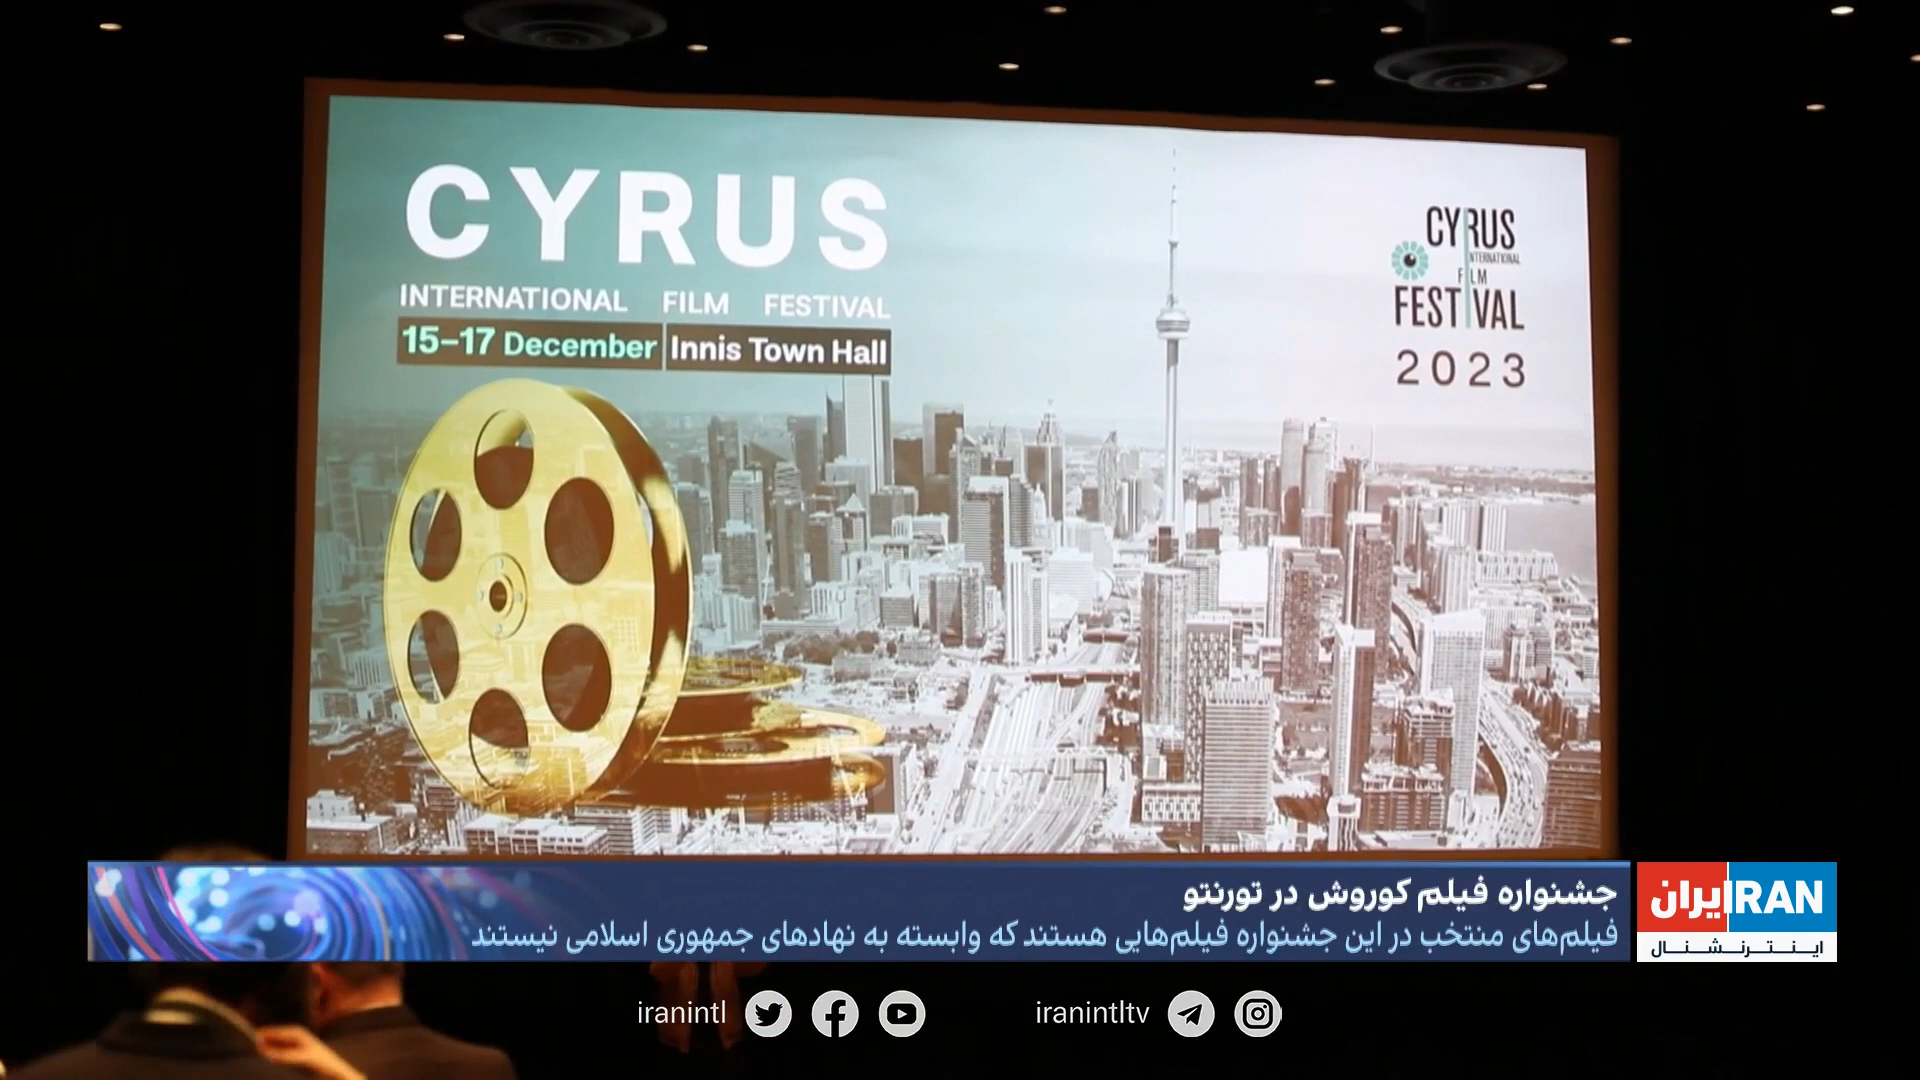 CYRUS
INTERNATIONAL FILM FESTIVAL
15–17 December Innis Town Hall
CYRUS
INTERNATIONAL
FILM
FESTIVAL
2023
جشنواره فیلم کوروش در تورنتو
فیلم‌های منتخب در این جشنواره فیلم‌هایی هستند که وابسته به نهادهای جمهوری اسلامی نیستند
ایران IRAN
اینترنشنال
iranintl
iranintltv